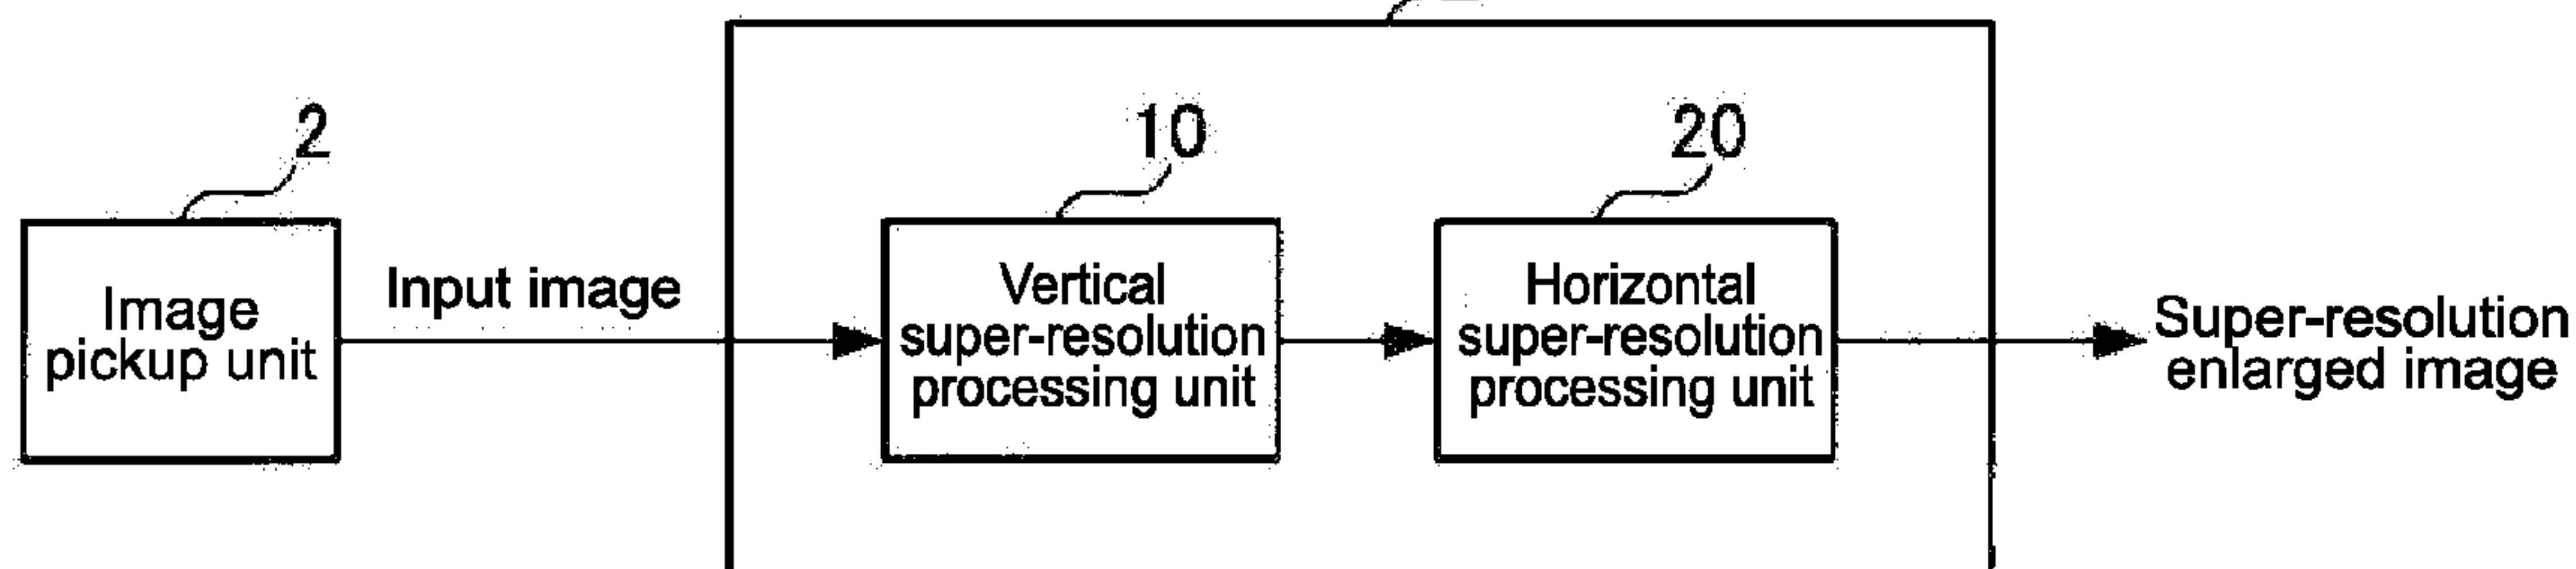 2
10
20
Image
pickup unit
Input image
Vertical
super-resolution
processing unit
Horizontal
super-resolution
processing unit
Super-resolution
enlarged image